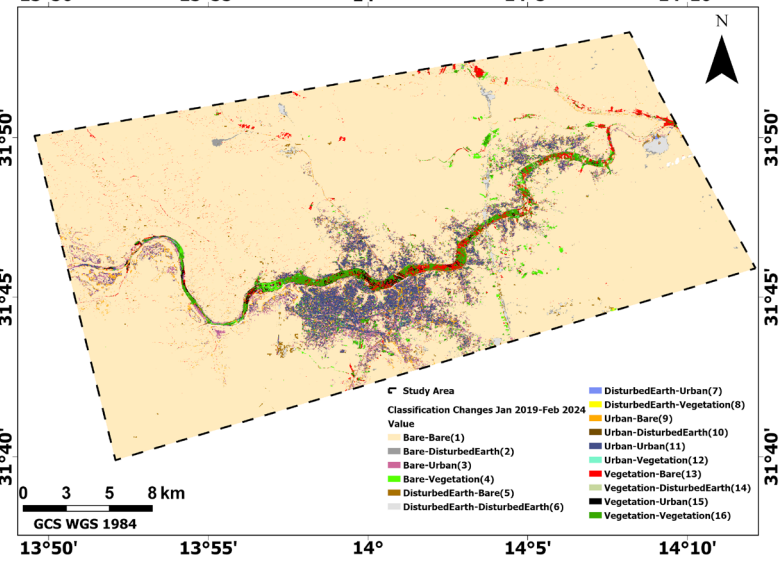 N
31°50'
31°50'
31°45'
31°45'
31°40'
31°40'
Study Area
Classification Changes Jan 2019-Feb 2024
Value
Bare-Bare(1)
Bare-DisturbedEarth(2)
Bare-Urban(3)
Bare-Vegetation(4)
DisturbedEarth-Bare(5)
DisturbedEarth-DisturbedEarth(6)
DisturbedEarth-Urban(7)
DisturbedEarth-Vegetation(8)
Urban-Bare(9)
Urban-DisturbedEarth(10)
Urban-Urban(11)
Urban-Vegetation(12)
Vegetation-Bare(13)
Vegetation-DisturbedEarth(14)
Vegetation-Urban(15)
Vegetation-Vegetation(16)
0 3 5 8 km
GCS WGS 1984
13°50' 13°55' 14° 14°5' 14°10'